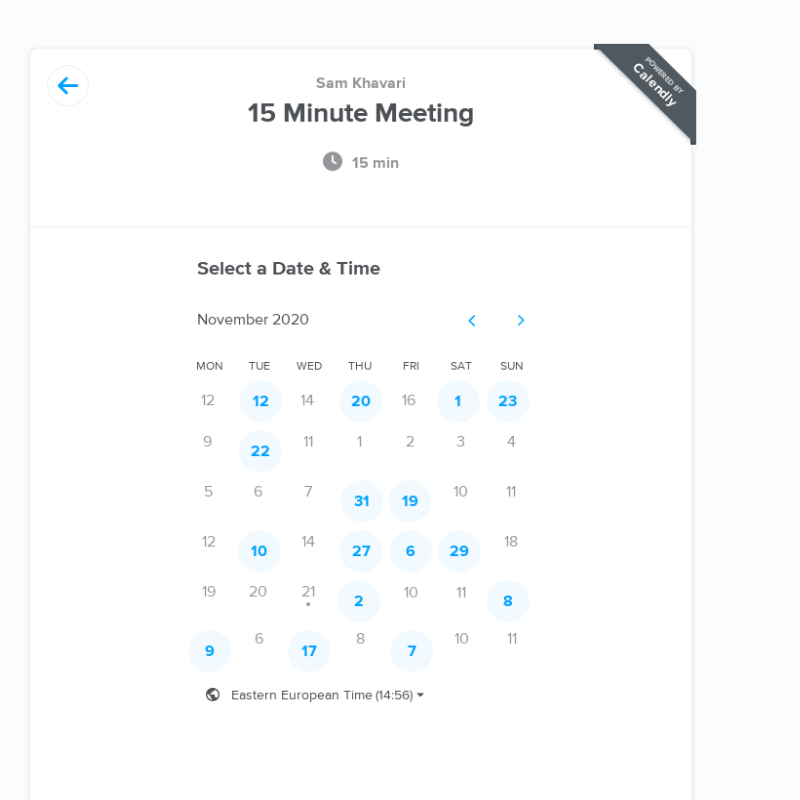 POWERED BY
Calendly
Sam Khavari
15 Minute Meeting
15 min
Select a Date & Time
November 2020
MON TUE WED THU FRI SAT SUN
12 12 14 20 16 1 23
9 22 11 1 2 3 4
5 6 7 31 19 10 11
12 10 14 27 6 29 18
19 20 21 2 10 11 8
9 6 17 8 7 10 11
Eastern European Time (14:56)